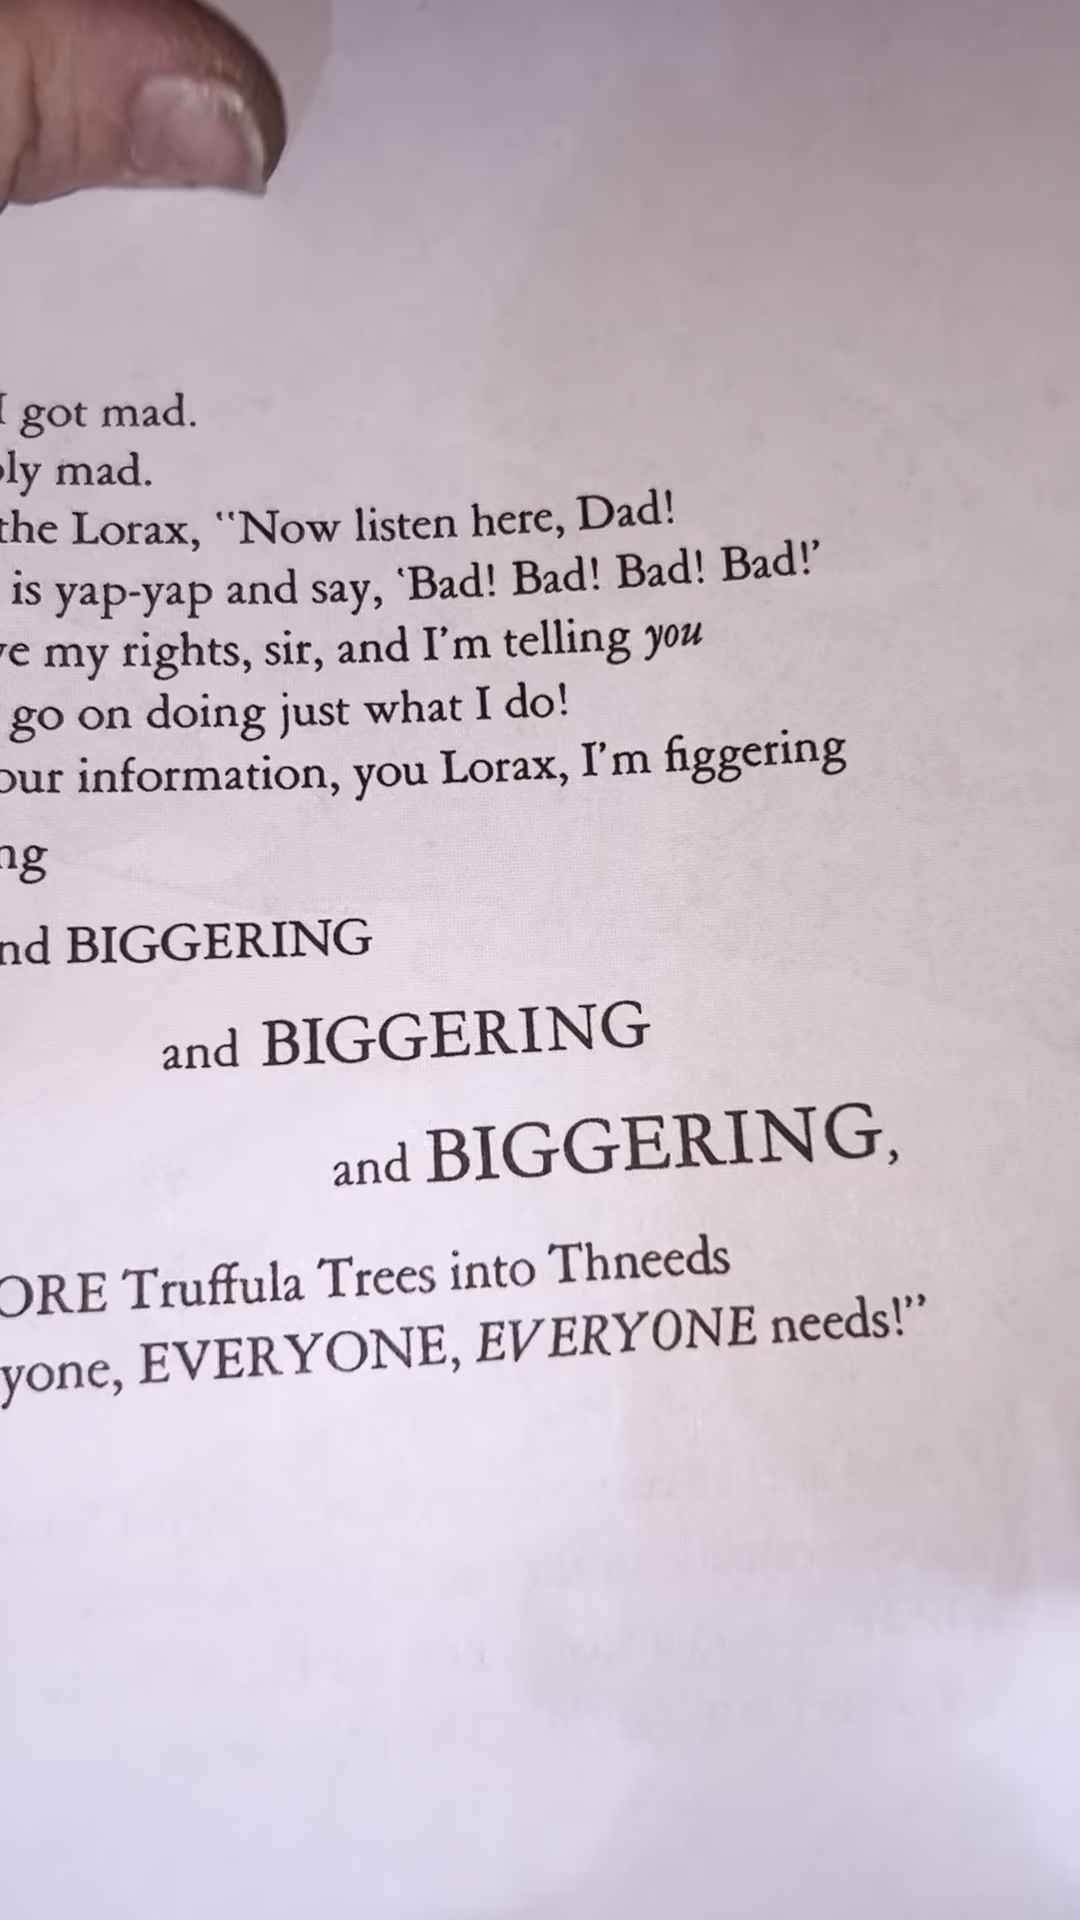 I got mad.
ly mad.
the Lorax, "Now listen here, Dad!
is yap-yap and say, 'Bad! Bad! Bad! Bad!'
my rights, sir, and I'm telling you
go on doing just what I do!
our information, you Lorax, I'm figgering
ng
nd BIGGERING
and BIGGERING
and BIGGERING,
ORE Truffula Trees into Thneeds
yone, EVERYONE, EVERYONE needs!"